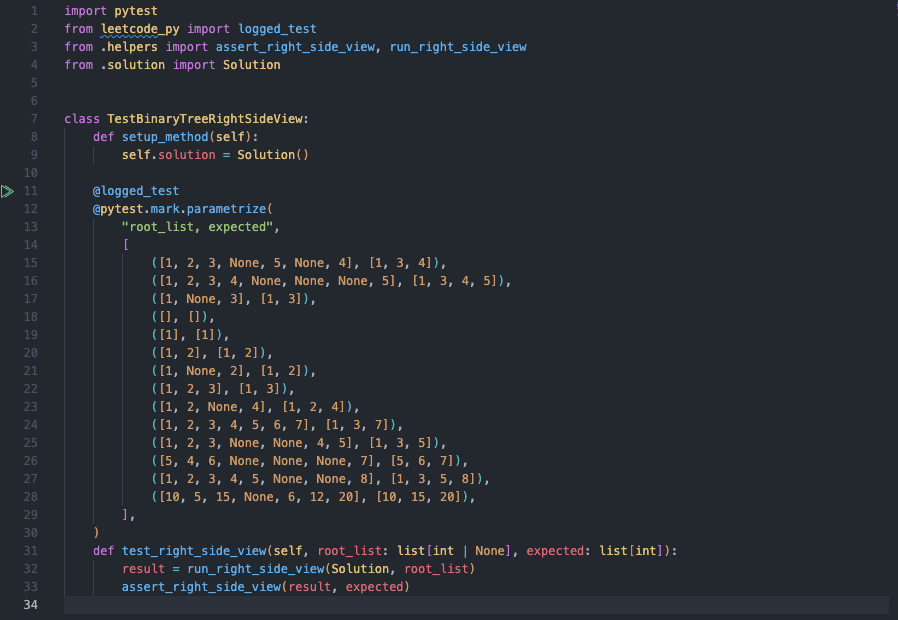 1 import pytest
2 from leetcode_py import logged_test
3 from .helpers import assert_right_side_view, run_right_side_view
4 from .solution import Solution
5
6
7 class TestBinaryTreeRightSideView:
8     def setup_method(self):
9         self.solution = Solution()
10
11     @logged_test
12     @pytest.mark.parametrize(
13         "root_list, expected",
14         [
15             ([1, 2, 3, None, 5, None, 4], [1, 3, 4]),
16             ([1, 2, 3, 4, None, None, None, 5], [1, 3, 4, 5]),
17             ([1, None, 3], [1, 3]),
18             ([], []),
19             ([1], [1]),
20             ([1, 2], [1, 2]),
21             ([1, None, 2], [1, 2]),
22             ([1, 2, 3], [1, 3]),
23             ([1, 2, None, 4], [1, 2, 4]),
24             ([1, 2, 3, 4, 5, 6, 7], [1, 3, 7]),
25             ([1, 2, 3, None, None, 4, 5], [1, 3, 5]),
26             ([5, 4, 6, None, None, None, 7], [5, 6, 7]),
27             ([1, 2, 3, 4, 5, None, None, 8], [1, 3, 5, 8]),
28             ([10, 5, 15, None, 6, 12, 20], [10, 15, 20]),
29         ],
30     )
31     def test_right_side_view(self, root_list: list[int | None], expected: list[int]):
32         result = run_right_side_view(Solution, root_list)
33         assert_right_side_view(result, expected)
34